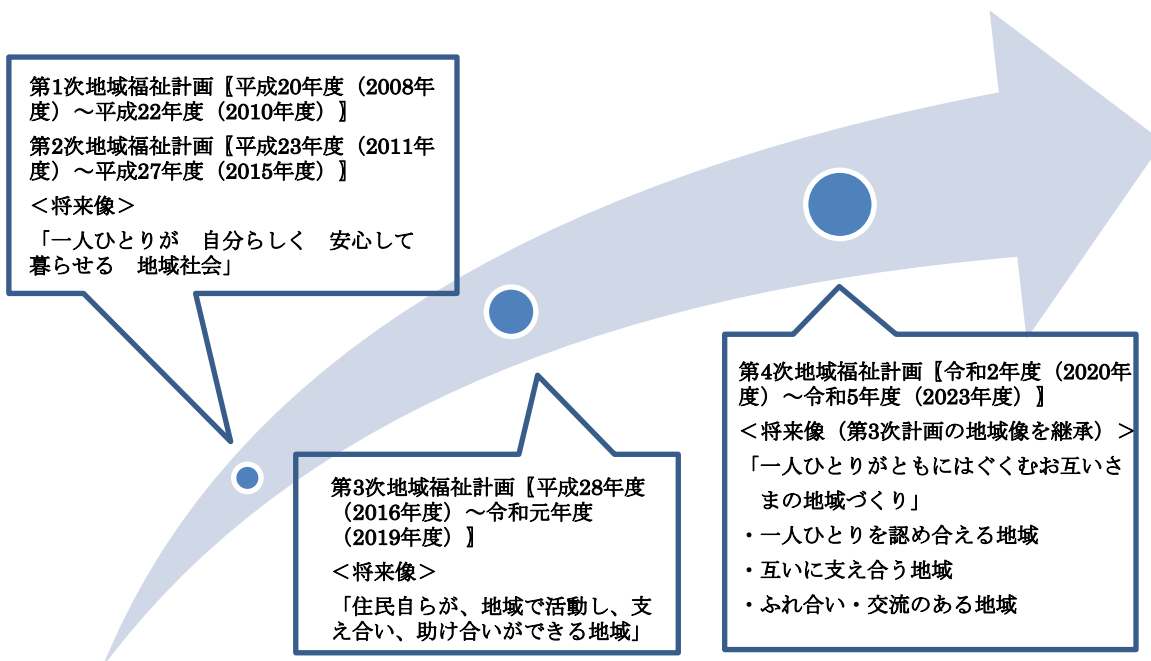 第1次地域福祉計画〖平成20年度（2008年
度）～平成22年度（2010年度）〗
第2次地域福祉計画〖平成23年度（2011年
度）～平成27年度（2015年度）〗
＜将来像＞
「一人ひとりが　自分らしく　安心して
暮らせる　地域社会」
第3次地域福祉計画〖平成28年度
（2016年度）～令和元年度
（2019年度）〗
＜将来像＞
「住民自らが、地域で活動し、支
え合い、助け合いができる地域」
第4次地域福祉計画〖令和2年度（2020年
度）～令和5年度（2023年度）〗
＜将来像（第3次計画の地域像を継承）＞
「一人ひとりがともにはぐくむお互いさ
まの地域づくり」
・一人ひとりを認め合える地域
・互いに支え合う地域
・ふれ合い・交流のある地域